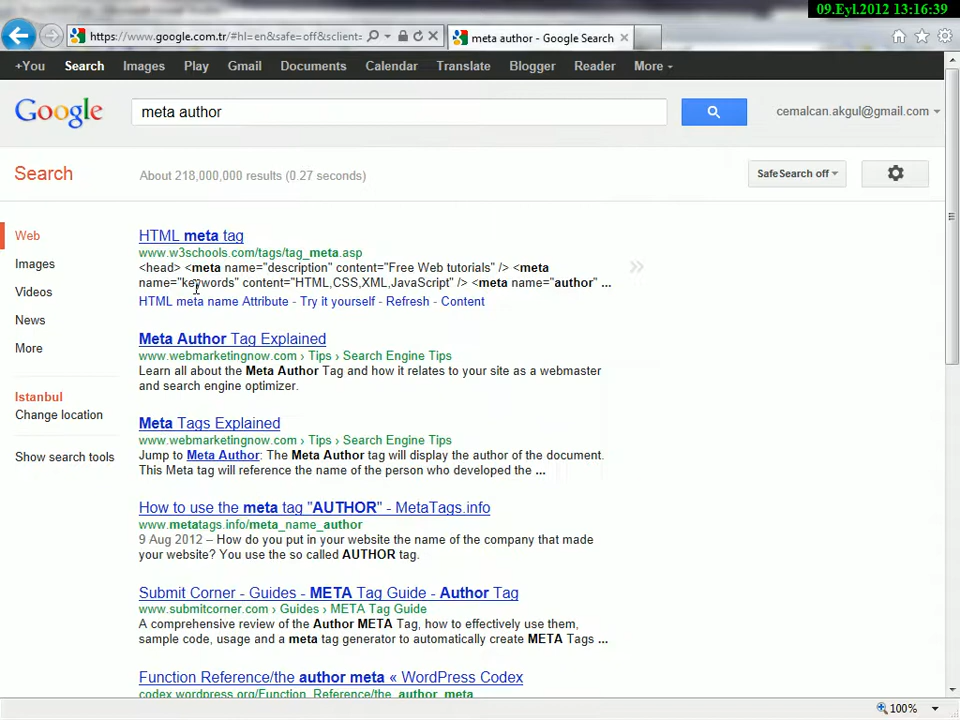 09.Eyl.2012 13:16:39
https://www.google.com.tr/#hl=en&safe=off&sclient=
meta author - Google Search
+You Search Images Play Gmail Documents Calendar Translate Blogger Reader More
Google
meta author
cemalcan.akgul@gmail.com
Search
About 218,000,000 results (0.27 seconds)
SafeSearch off
Web
Images
Videos
News
More
Istanbul
Change location
Show search tools
HTML meta tag
www.w3schools.com/tags/tag_meta.asp
<head> <meta name="description" content="Free Web tutorials" /> <meta
name="keywords" content="HTML,CSS,XML,JavaScript" /> <meta name="author" ...
HTML meta name Attribute - Try it yourself - Refresh - Content
Meta Author Tag Explained
www.webmarketingnow.com › Tips › Search Engine Tips
Learn all about the Meta Author Tag and how it relates to your site as a webmaster
and search engine optimizer.
Meta Tags Explained
www.webmarketingnow.com › Tips › Search Engine Tips
Jump to Meta Author: The Meta Author tag will display the author of the document.
This Meta tag will reference the name of the person who developed the ...
How to use the meta tag "AUTHOR" - MetaTags.info
www.metatags.info/meta_name_author
9 Aug 2012 – How do you put in your website the name of the company that made
your website? You use the so called AUTHOR tag.
Submit Corner - Guides - META Tag Guide - Author Tag
www.submitcorner.com › Guides › META Tag Guide
A comprehensive review of the Author META Tag, how to effectively use them,
sample code, usage and a meta tag generator to automatically create META Tags ...
Function Reference/the author meta « WordPress Codex
codex.wordpress.org/Function_Reference/the_author_meta
100%